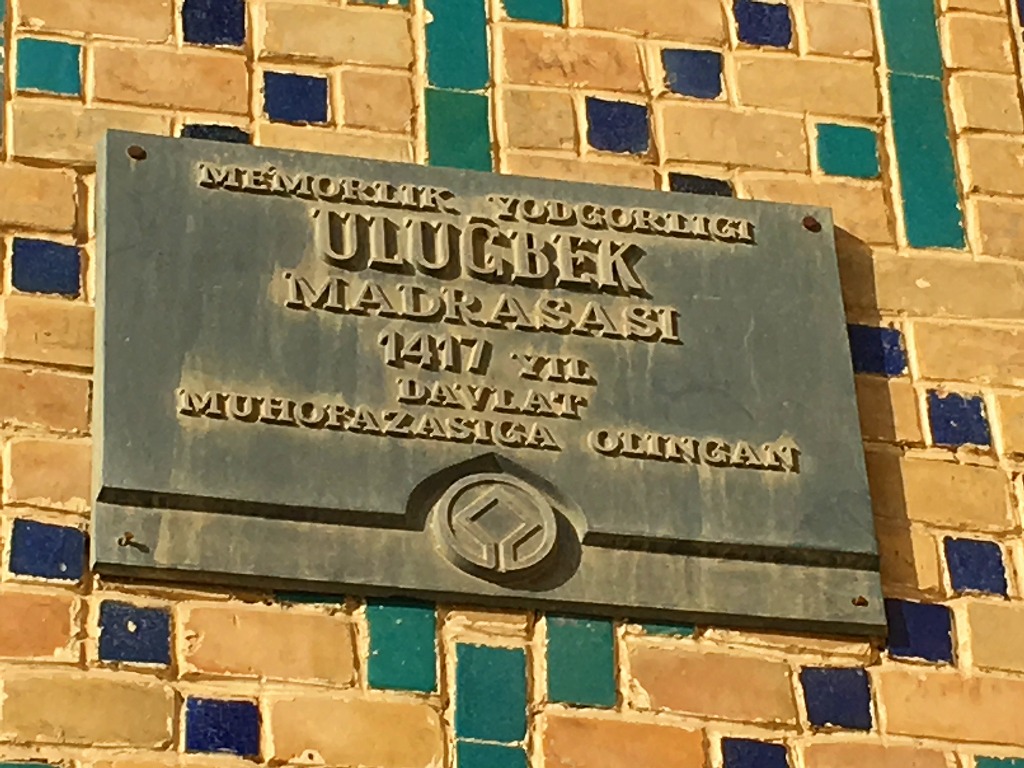 MEMORLIK YODGORLIGI
ULUGBEK
MADRASASI
1417 YIL
DAVLAT
MUHOFAZASIGA OLINGAN